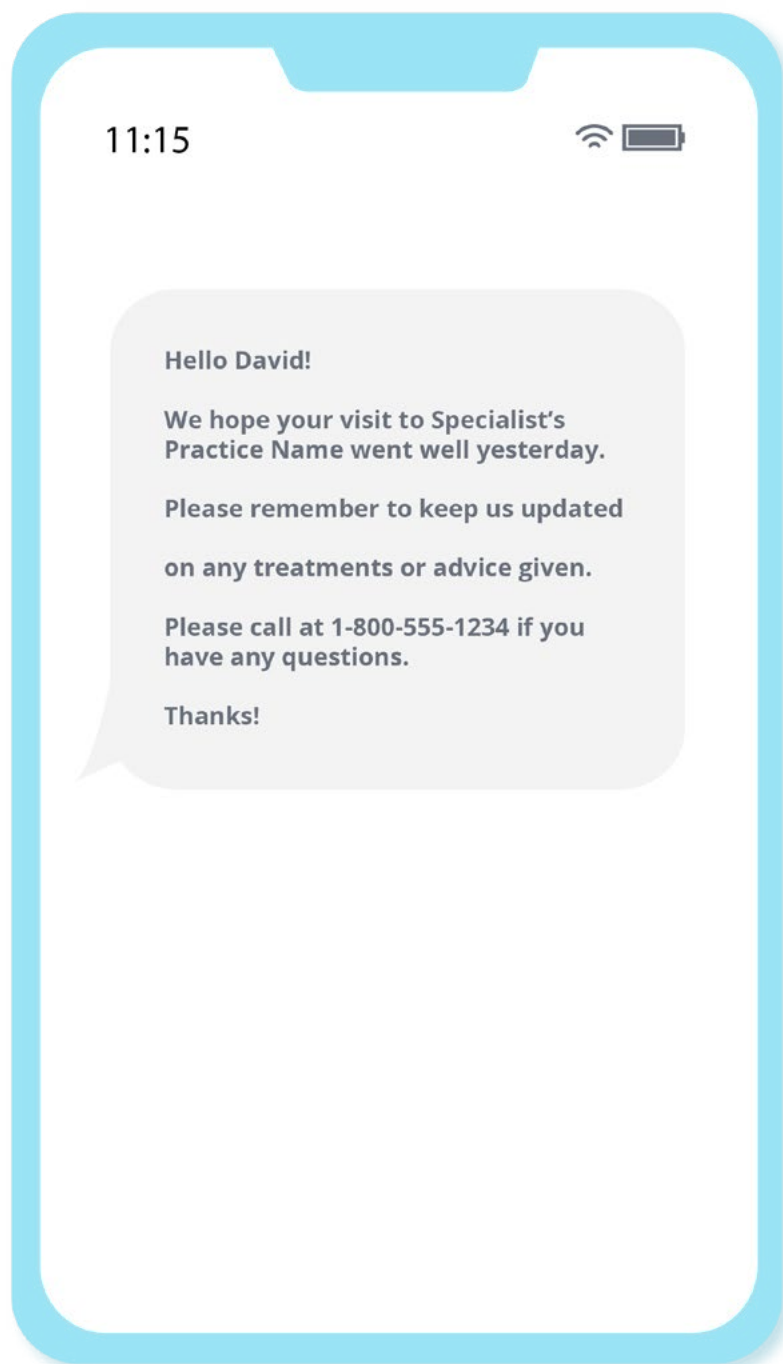 11:15
Hello David!
We hope your visit to Specialist’s
Practice Name went well yesterday.
Please remember to keep us updated
on any treatments or advice given.
Please call at 1-800-555-1234 if you
have any questions.
Thanks!